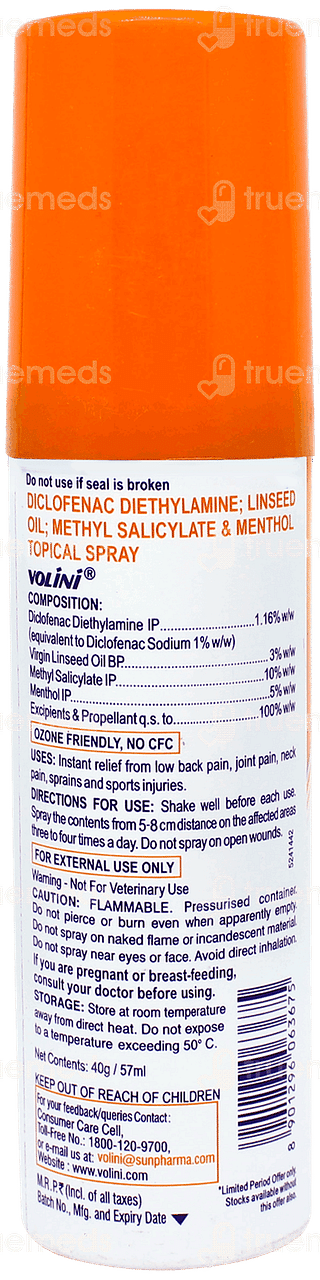 Do not use if seal is broken
DICLOFENAC DIETHYLAMINE; LINSEED
OIL; METHYL SALICYLATE & MENTHOL
TOPICAL SPRAY
VOLINI®
COMPOSITION:
Diclofenac Diethylamine IP..............................1.16% w/w
(equivalent to Diclofenac Sodium 1% w/w)
Virgin Linseed Oil BP..............................3% w/w
Methyl Salicylate IP..............................10% w/w
Menthol IP..............................5% w/w
Excipients & Propellant q.s. to..............................100% w/w
OZONE FRIENDLY, NO CFC
USES: Instant relief from low back pain, joint pain, neck
pain, sprains and sports injuries.
DIRECTIONS FOR USE: Shake well before each use.
Spray the contents from 5-8 cm distance on the affected areas
three to four times a day. Do not spray on open wounds.
5241442
FOR EXTERNAL USE ONLY
Warning - Not For Veterinary Use
CAUTION: FLAMMABLE. Pressurised container.
Do not pierce or burn even when apparently empty.
Do not spray on naked flame or incandescent material.
Do not spray near eyes or face. Avoid direct inhalation.
If you are pregnant or breast-feeding,
consult your doctor before using.
STORAGE: Store at room temperature
away from direct heat. Do not expose
to a temperature exceeding 50° C.
Net Contents: 40g / 57ml
KEEP OUT OF REACH OF CHILDREN
For your feedback/queries Contact:
Consumer Care Cell,
Toll-Free No.: 1800-120-9700,
or e-mail us at: volini@sunpharma.com
Website: www.volini.com
M.R.P.₹ (Incl. of all taxes)
Batch No., Mfg. and Expiry Date
8 901296 063675
*Limited Period Offer only.
Stocks available without
this offer also.
truemeds
truemeds
truemeds
truemeds
truemeds
truemeds